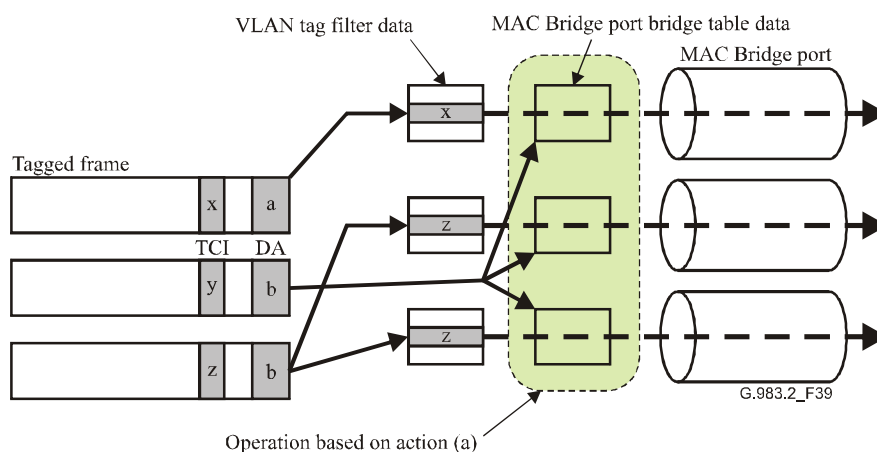 VLAN tag filter data
MAC Bridge port bridge table data
MAC Bridge port
x
Tagged frame
x a
TCI DA
z
y b
z
z b
G.983.2_F39
Operation based on action (a)